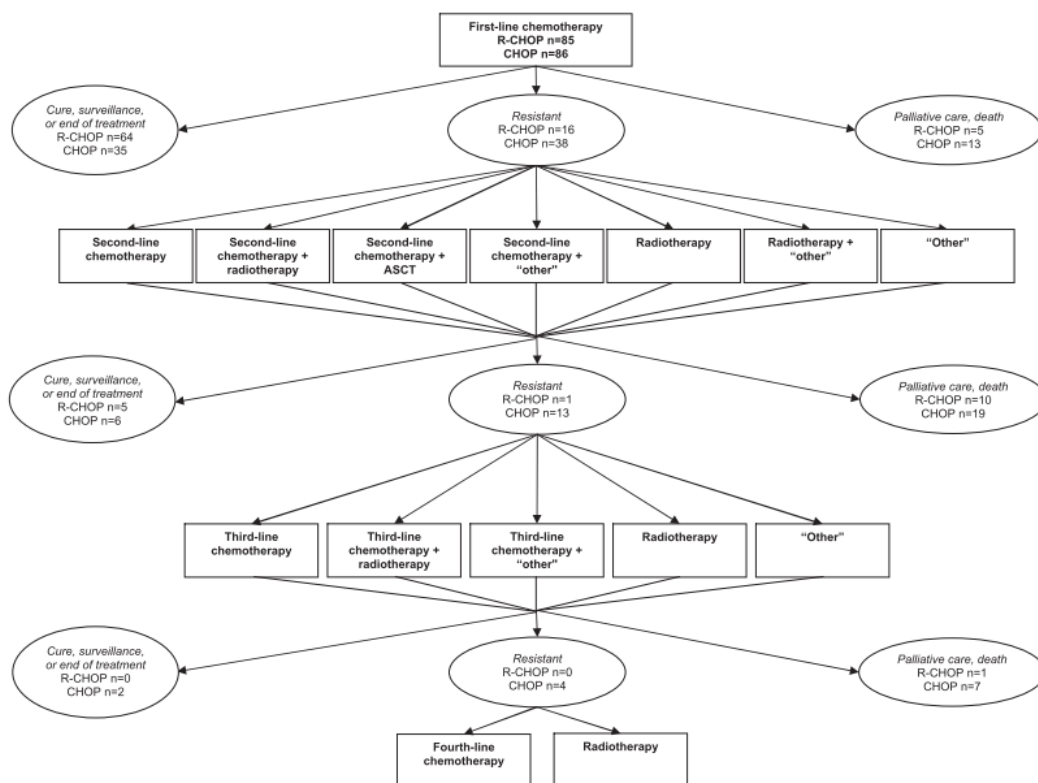 First-line chemotherapy
R-CHOP n=85
CHOP n=86
Cure, surveillance,
or end of treatment
R-CHOP n=64
CHOP n=35
Resistant
R-CHOP n=16
CHOP n=38
Palliative care, death
R-CHOP n=5
CHOP n=13
Second-line
chemotherapy
Second-line
chemotherapy +
radiotherapy
Second-line
chemotherapy +
ASCT
Second-line
chemotherapy +
“other”
Radiotherapy
Radiotherapy +
“other”
“Other”
Cure, surveillance,
or end of treatment
R-CHOP n=5
CHOP n=6
Resistant
R-CHOP n=1
CHOP n=13
Palliative care, death
R-CHOP n=10
CHOP n=19
Third-line
chemotherapy
Third-line
chemotherapy +
radiotherapy
Third-line
chemotherapy +
“other”
Radiotherapy
“Other”
Cure, surveillance,
or end of treatment
R-CHOP n=0
CHOP n=2
Resistant
R-CHOP n=0
CHOP n=4
Palliative care, death
R-CHOP n=1
CHOP n=7
Fourth-line
chemotherapy
Radiotherapy